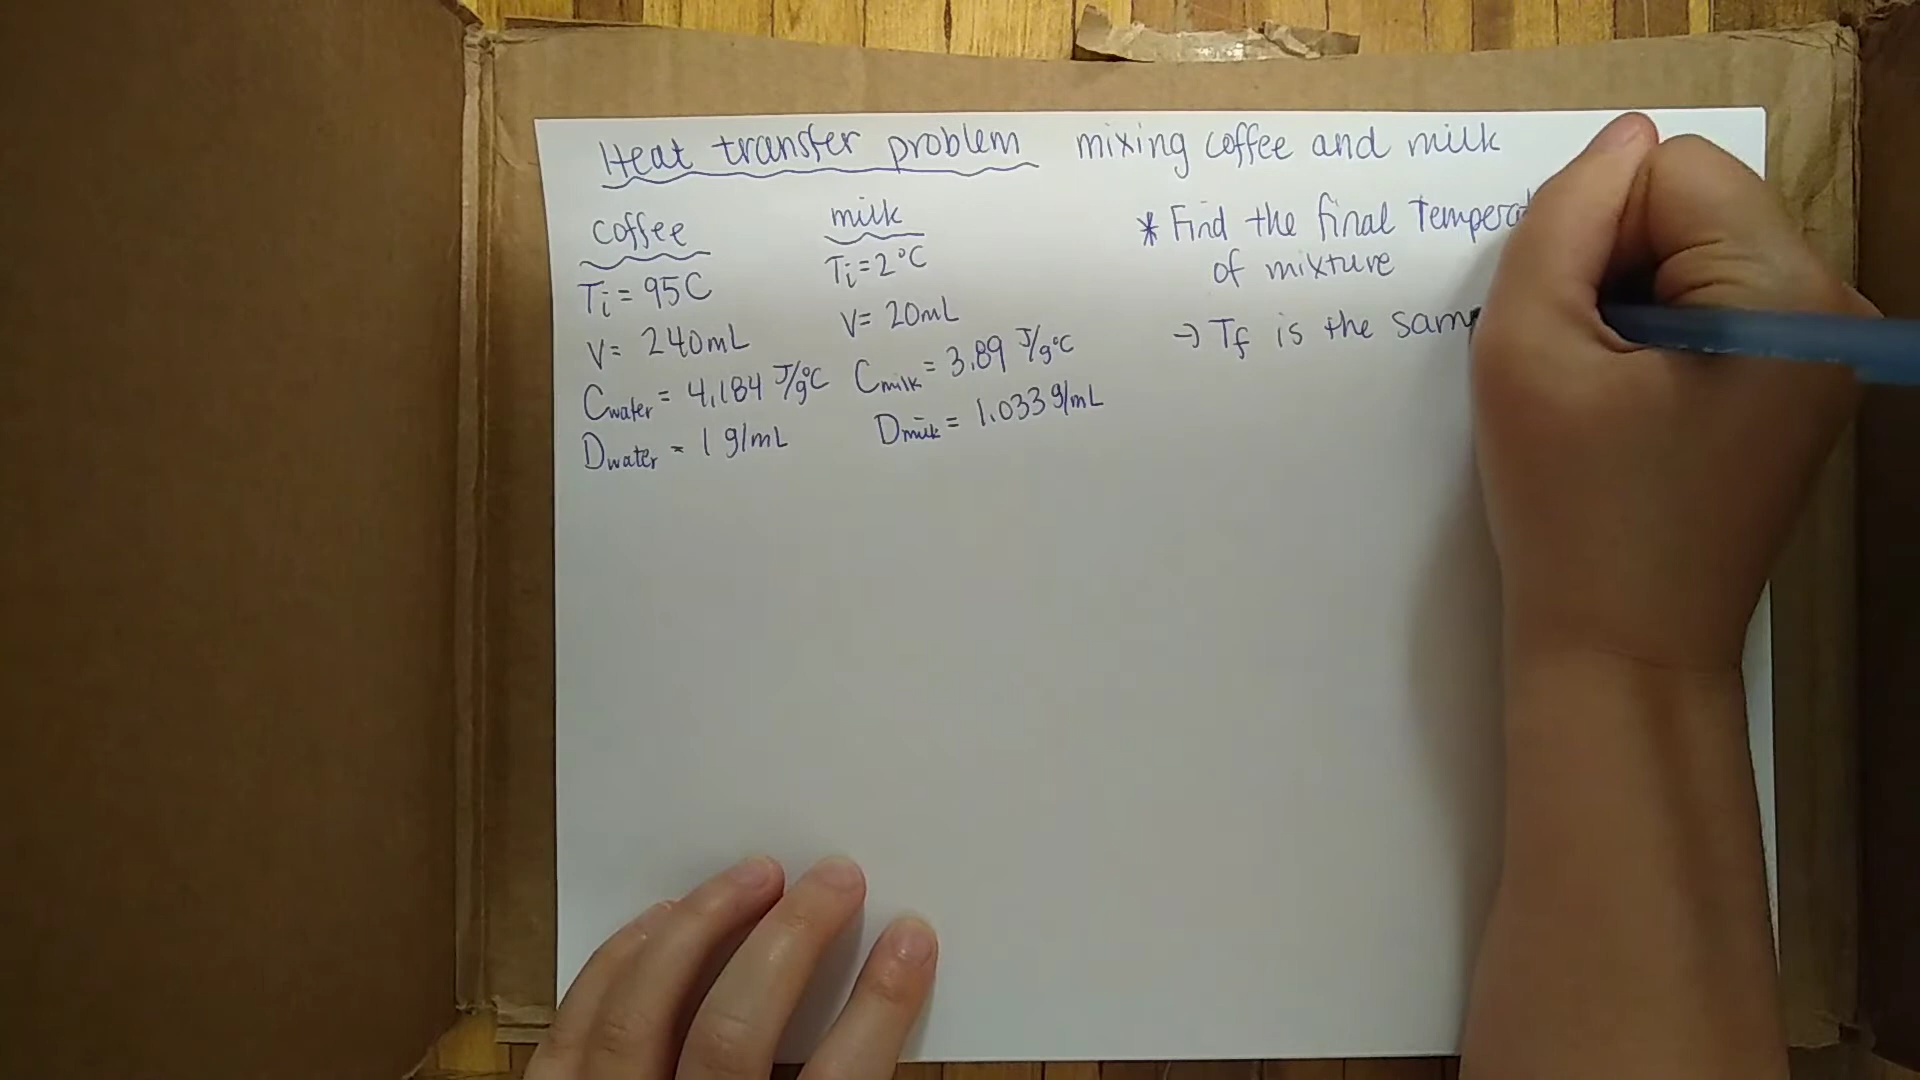 Heat transfer problem mixing coffee and milk
coffee
Ti = 95C
V = 240mL
Cwater = 4.184 J/g°C
Dwater = 1 g/mL
milk
Ti = 2°C
V = 20mL
Cmilk = 3.89 J/g°C
Dmilk = 1.033 g/mL
* Find the final
of mixture
→ Tf is the